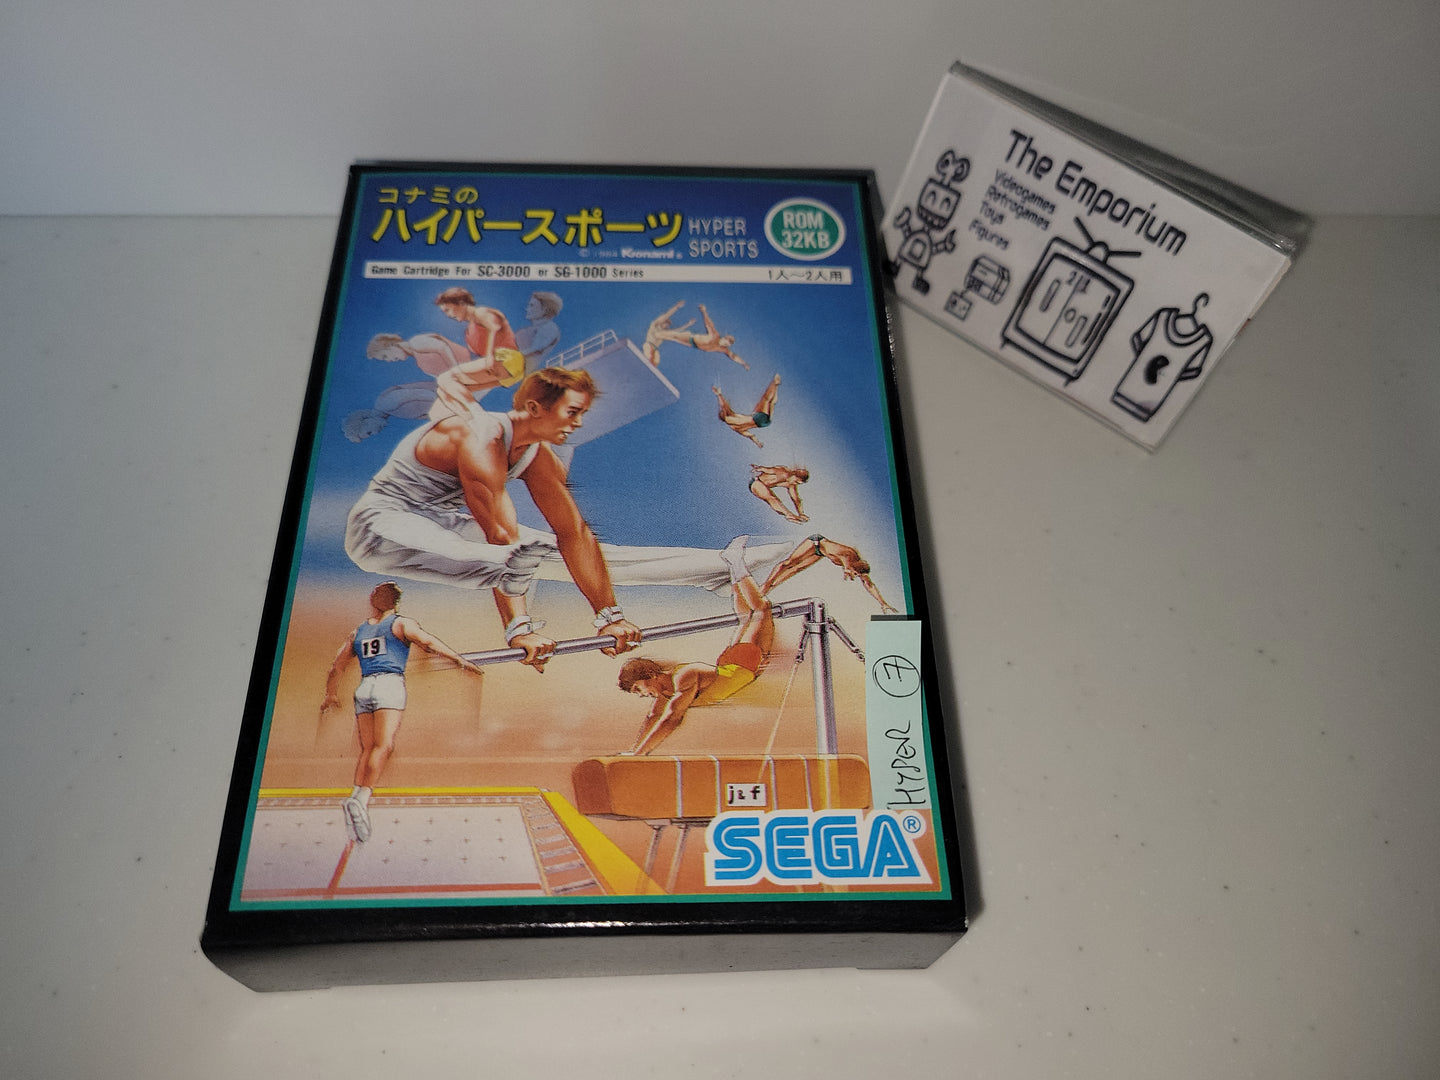 コナミの
ハイパースポーツ
HYPER
SPORTS
© 1984 Konami®
ROM
32KB
Game Cartridge For SC-3000 or SG-1000 Series
1人〜2人用
19
j&f
SEGA®
HYPER ⑦
The Emporium
Videogames
Retrogames
Toys
Figures